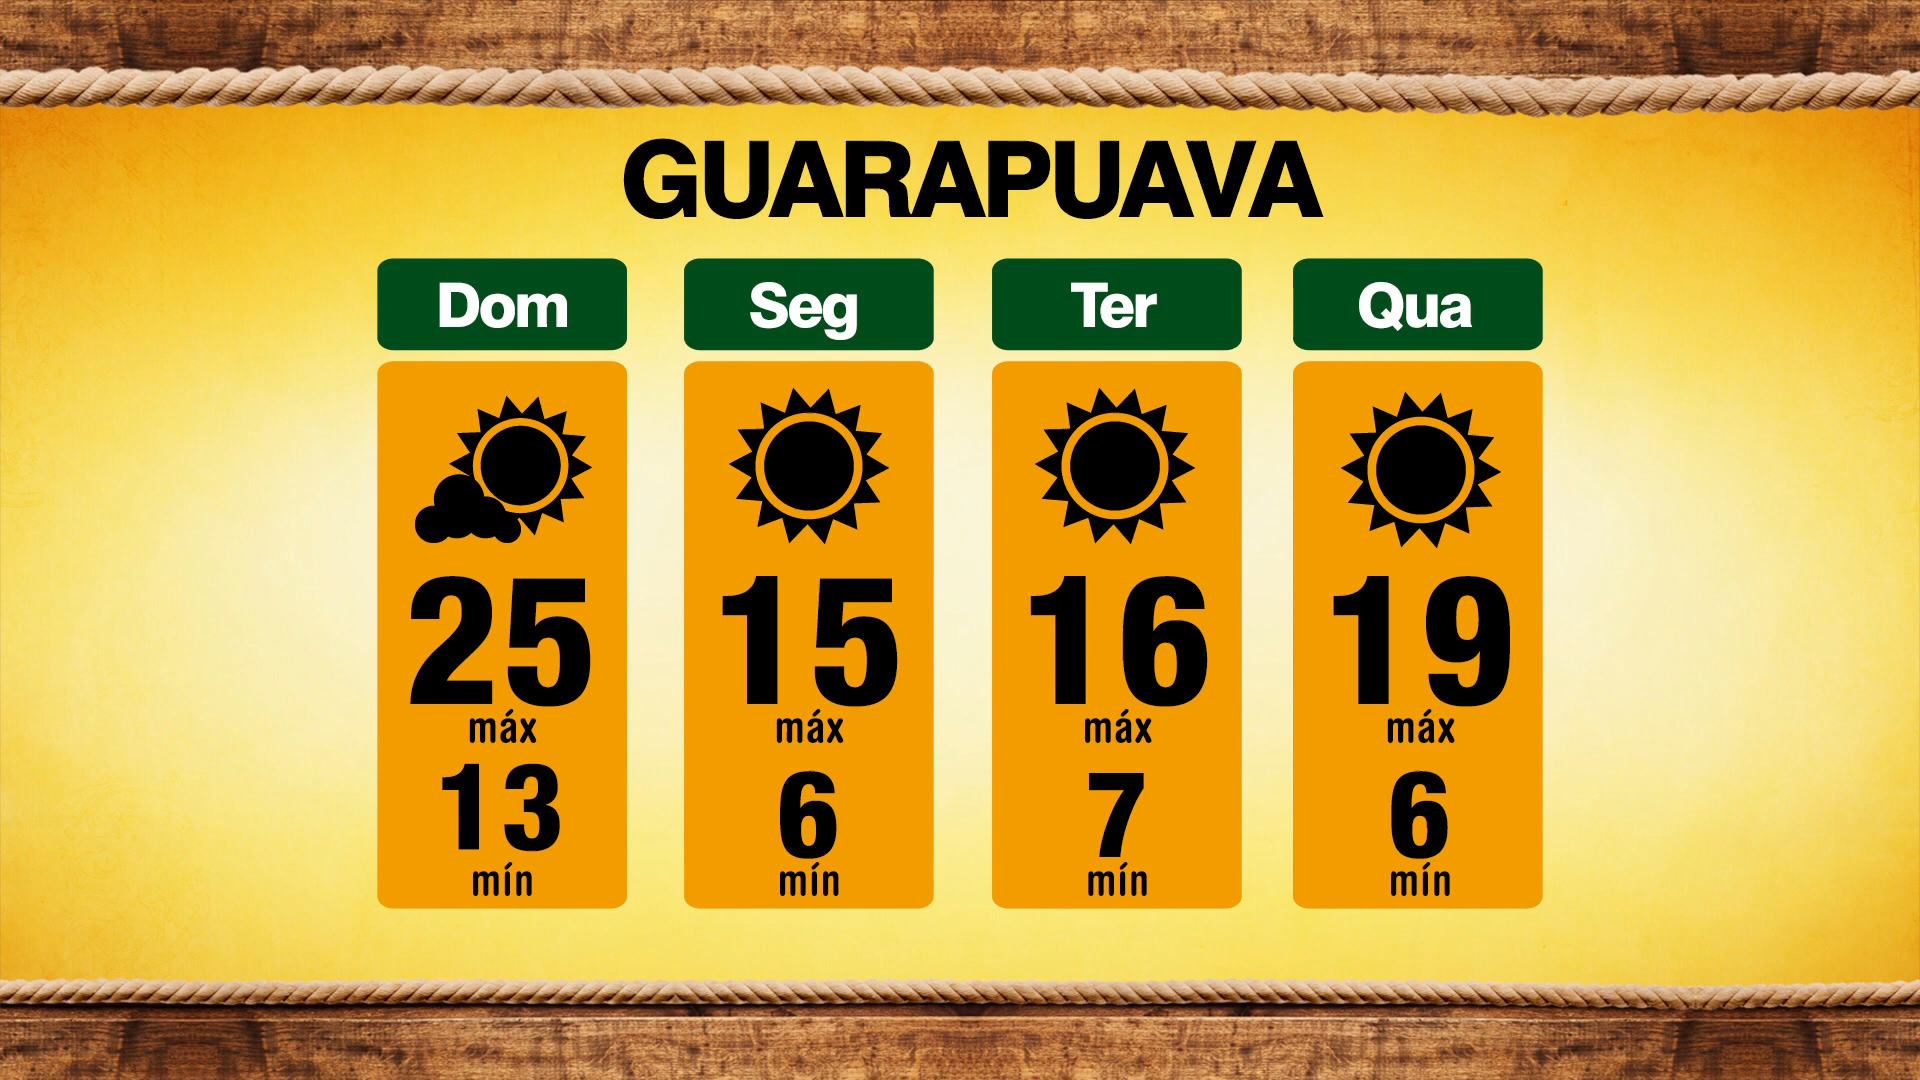 GUARAPUAVA
Dom Seg Ter Qua
25 15 16 19
máx máx máx máx
13 6 7 6
mín mín mín mín